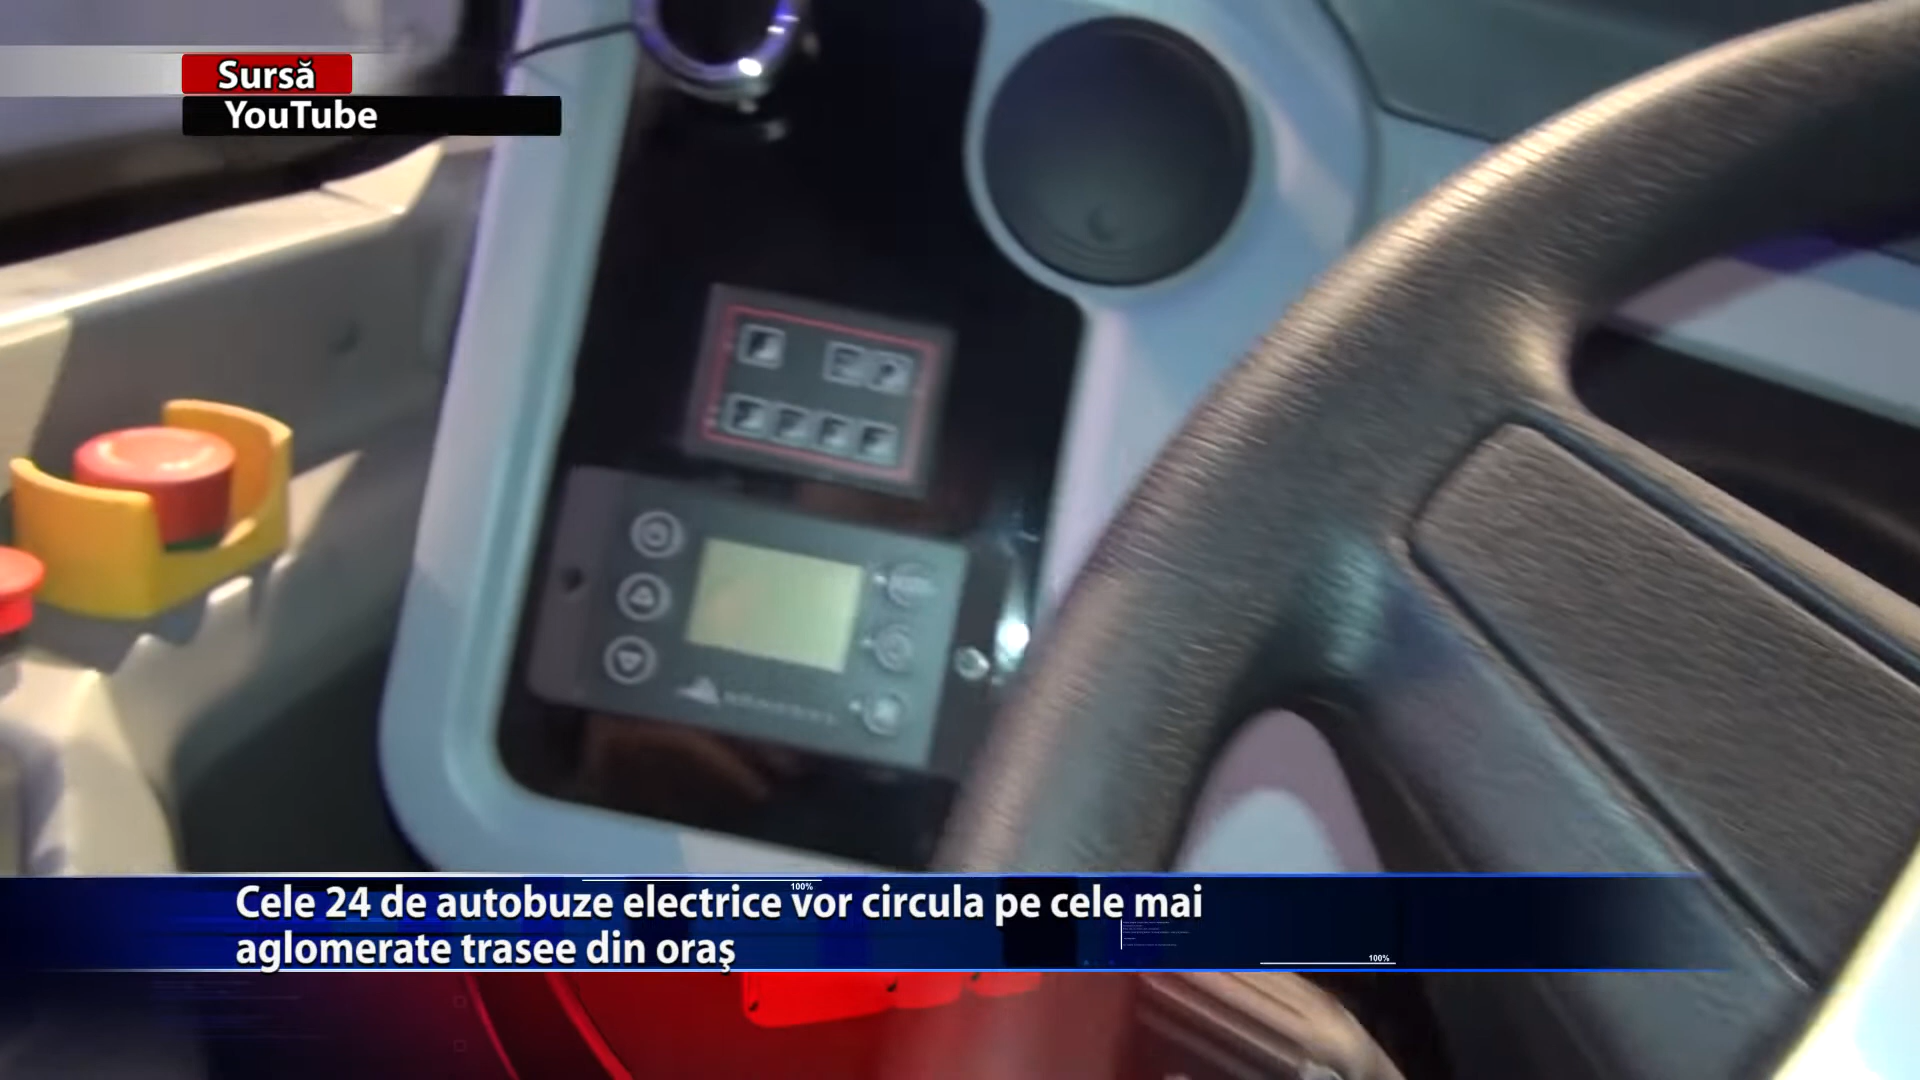 Sursă
YouTube
100%
Cele 24 de autobuze electrice vor circula pe cele mai
aglomerate trasee din oraş
100%